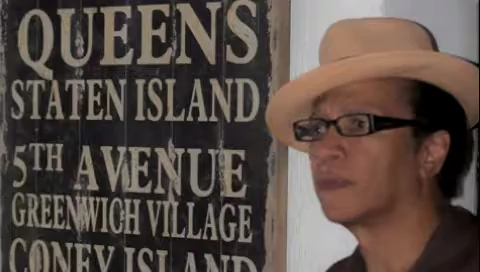 QUEENS
STATEN ISLAND
5TH AVENUE
GREENWICH VILLAGE
CONEY ISLAND